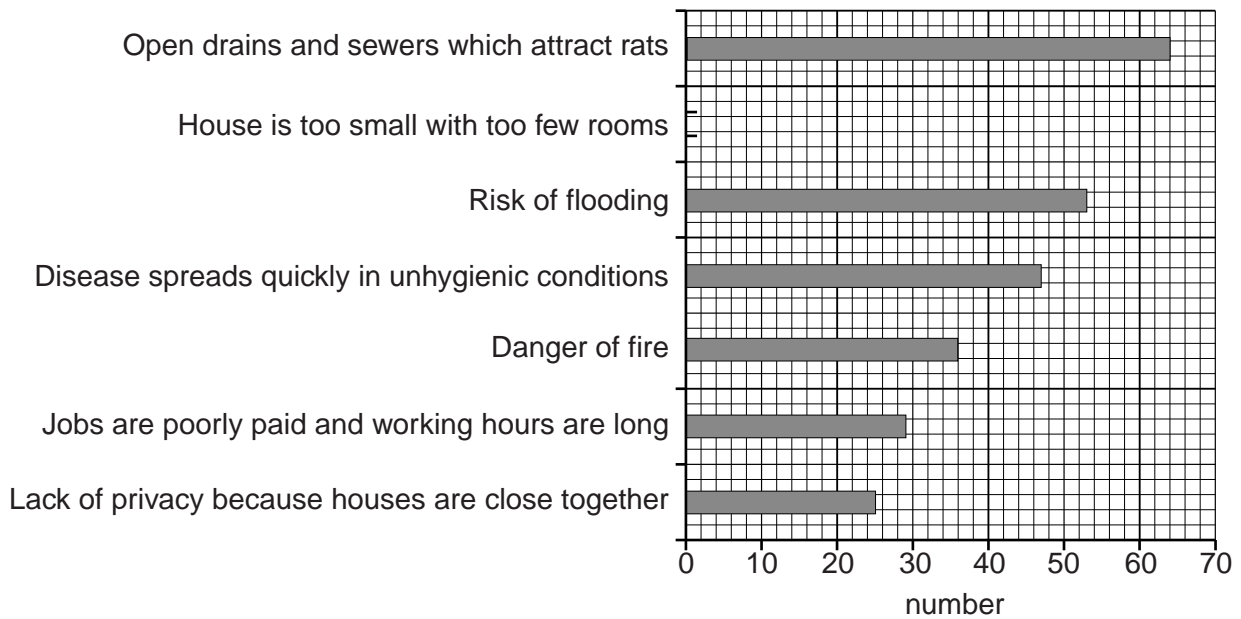 Open drains and sewers which attract rats
House is too small with too few rooms
Risk of flooding
Disease spreads quickly in unhygienic conditions
Danger of fire
Jobs are poorly paid and working hours are long
Lack of privacy because houses are close together
0 10 20 30 40 50 60 70
number